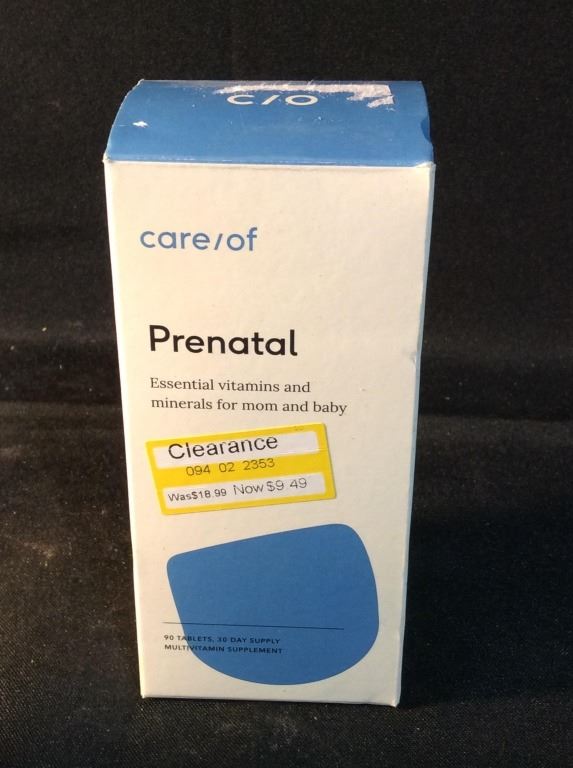 c/o
care/of
Prenatal
Essential vitamins and
minerals for mom and baby
Clearance
094 02 2353
Was$18.99 Now $9 49
90 TABLETS, 30 DAY SUPPLY
MULTIVITAMIN SUPPLEMENT